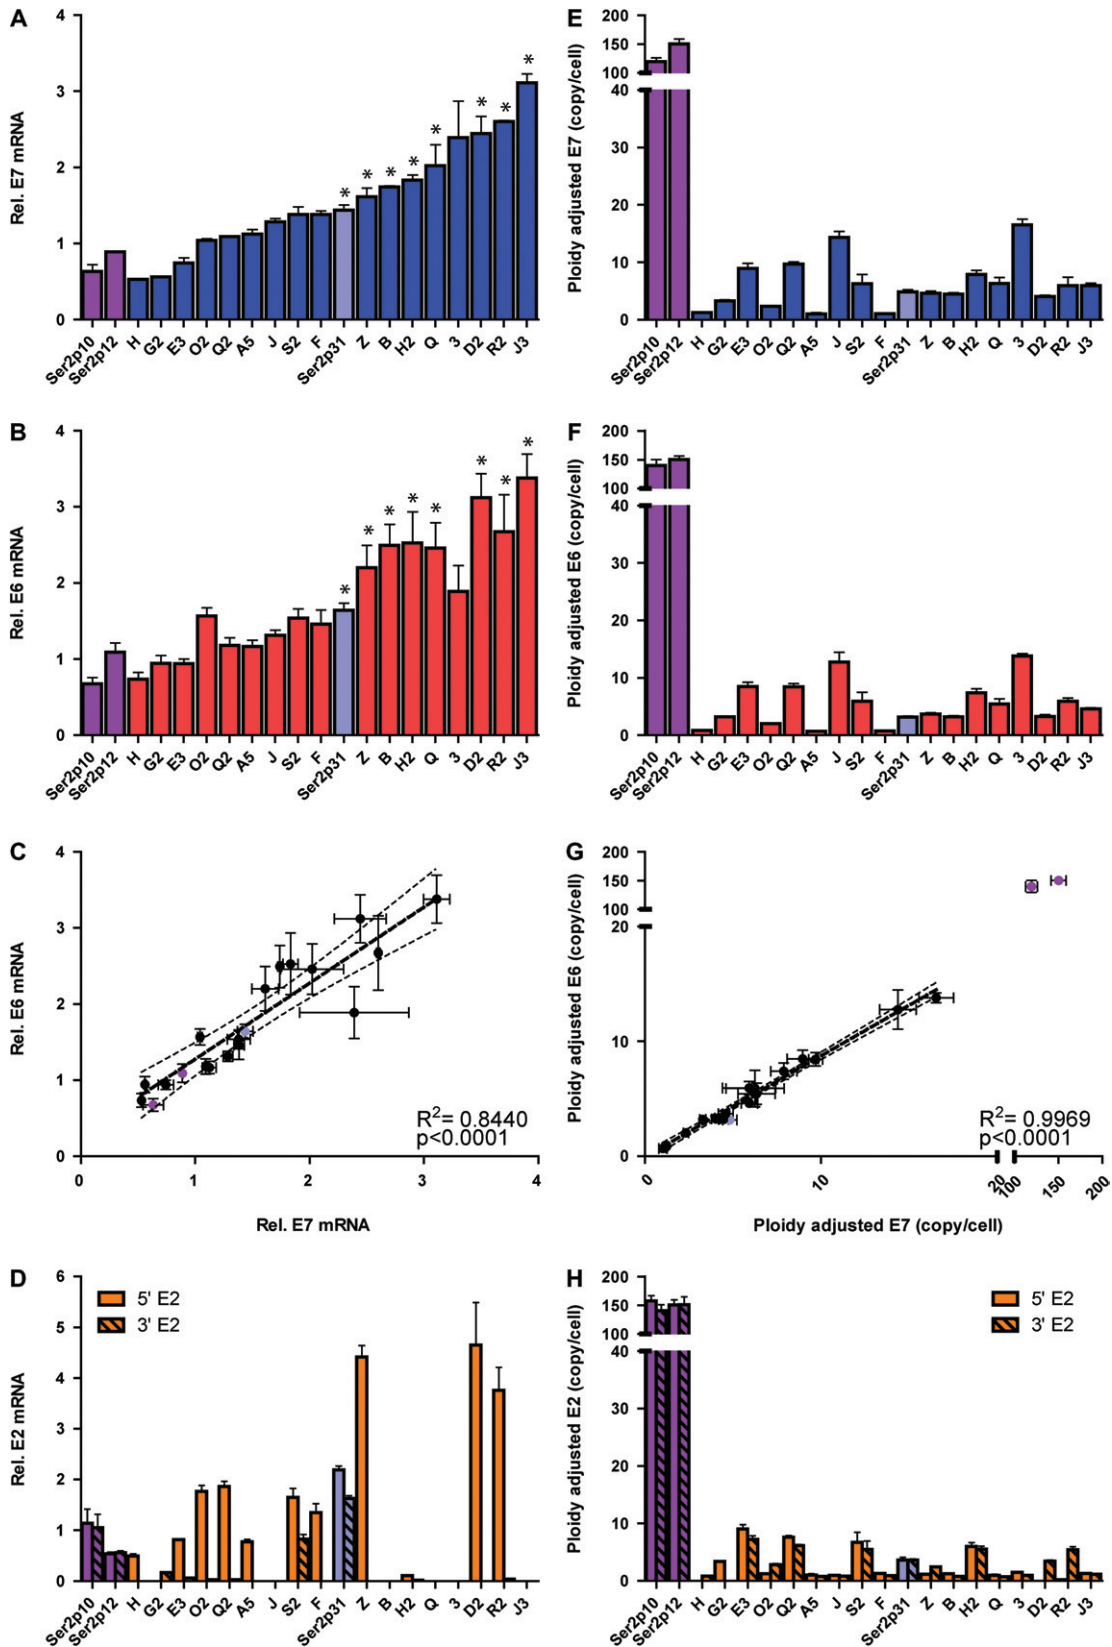 A
Rel. E7 mRNA
4
3
2
1
0
* * * * * * * *
Ser2p10 Ser2p12 H G2 E3 O2 Q2 A5 J S2 F Ser2p31 Z B H2 Q 3 D2 R2 J3
E
Ploidy adjusted E7 (copy/cell)
200
150
100
40
30
20
10
0
Ser2p10 Ser2p12 H G2 E3 O2 Q2 A5 J S2 F Ser2p31 Z B H2 Q 3 D2 R2 J3
B
Rel. E6 mRNA
4
3
2
1
0
* * * * * * * *
Ser2p10 Ser2p12 H G2 E3 O2 Q2 A5 J S2 F Ser2p31 Z B H2 Q 3 D2 R2 J3
F
Ploidy adjusted E6 (copy/cell)
200
150
100
40
30
20
10
0
Ser2p10 Ser2p12 H G2 E3 O2 Q2 A5 J S2 F Ser2p31 Z B H2 Q 3 D2 R2 J3
C
Rel. E6 mRNA
4
3
2
1
0
R2= 0.8440
p<0.0001
0 1 2 3 4
Rel. E7 mRNA
G
Ploidy adjusted E6 (copy/cell)
200
150
100
20
10
0
R2= 0.9969
p<0.0001
0 10 20 100 150 200
Ploidy adjusted E7 (copy/cell)
D
Rel. E2 mRNA
6
5
4
3
2
1
0
5' E2
3' E2
Ser2p10 Ser2p12 H G2 E3 O2 Q2 A5 J S2 F Ser2p31 Z B H2 Q 3 D2 R2 J3
H
Ploidy adjusted E2 (copy/cell)
200
150
100
40
30
20
10
0
5' E2
3' E2
Ser2p10 Ser2p12 H G2 E3 O2 Q2 A5 J S2 F Ser2p31 Z B H2 Q 3 D2 R2 J3